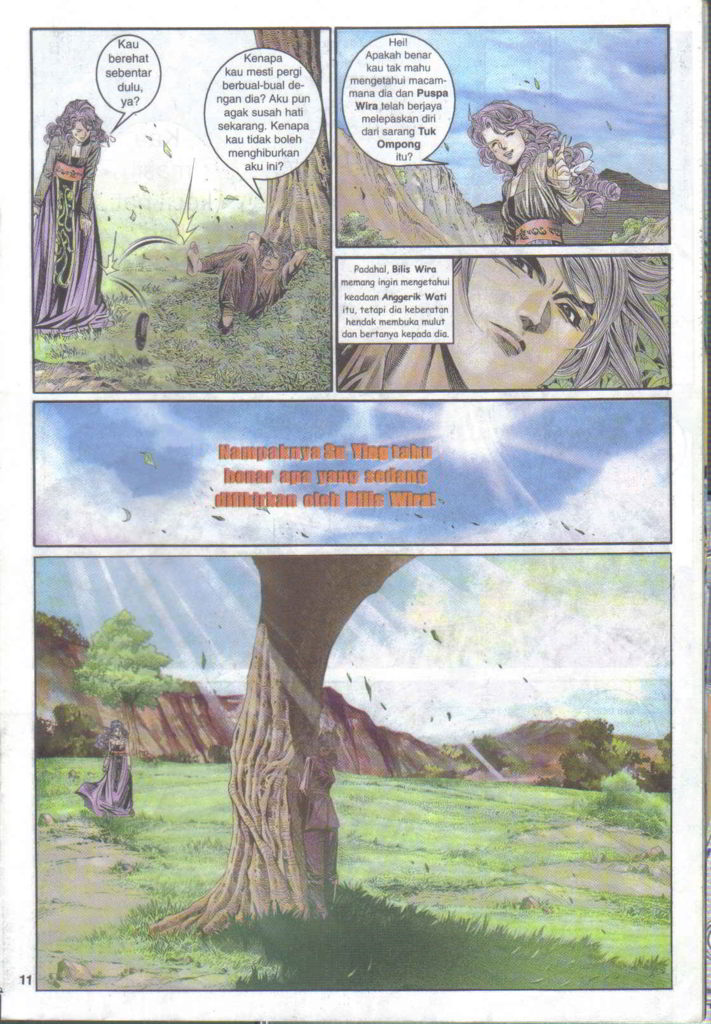 Kau
berehat
sebentar
dulu,
ya?
Kenapa
kau mesti pergi
berbual-bual de-
ngan dia? Aku pun
agak susah hati
sekarang. Kenapa
kau tidak boleh
menghiburkan
aku ini?
Hei!
Apakah benar
kau tak mahu
mengetahui macam-
mana dia dan Puspa
Wira telah berjaya
melepaskan diri
dari sarang Tuk
Ompong
itu?
Padahal, Bilis Wira
memang ingin mengetahui
keadaan Anggerik Wati
itu, tetapi dia keberatan
hendak membuka mulut
dan bertanya kepada dia.
Nampaknya Su Ying tahu
benar apa yang sedang
difikirkan oleh Bilis Wira!
11